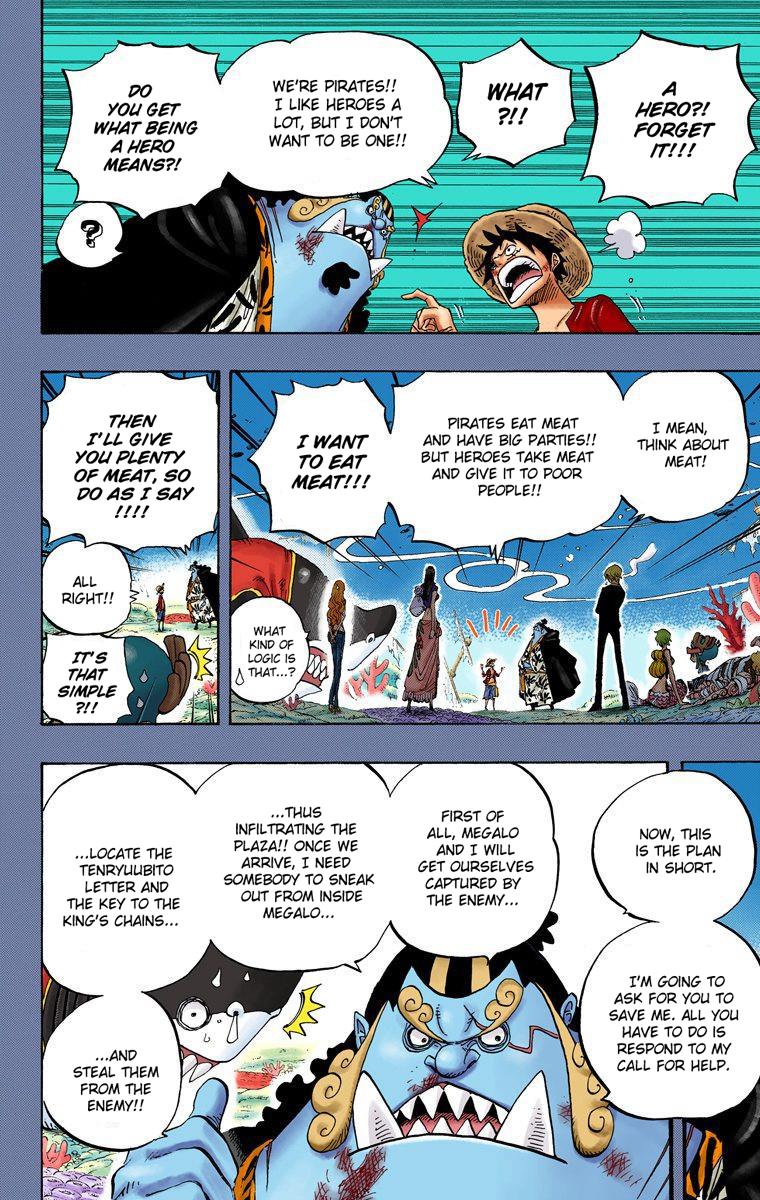 A
HERO?!
FORGET
IT!!!
WHAT
?!!
WE'RE PIRATES!!
I LIKE HEROES A
LOT, BUT I DON'T
WANT TO BE ONE!!
DO
YOU GET
WHAT BEING
A HERO
MEANS?!
?
I MEAN,
THINK ABOUT
MEAT!
PIRATES EAT MEAT
AND HAVE BIG PARTIES!!
BUT HEROES TAKE MEAT
AND GIVE IT TO POOR
PEOPLE!!
I WANT
TO EAT
MEAT!!!
WHAT
KIND OF
LOGIC IS
THAT...?
THEN
I'LL GIVE
YOU PLENTY
OF MEAT, SO
DO AS I SAY
!!!!
ALL
RIGHT!!
IT'S
THAT
SIMPLE
?!!
NOW, THIS
IS THE PLAN
IN SHORT.
I'M GOING TO
ASK FOR YOU TO
SAVE ME. ALL YOU
HAVE TO DO IS
RESPOND TO MY
CALL FOR HELP.
FIRST OF
ALL, MEGALO
AND I WILL
GET OURSELVES
CAPTURED BY
THE ENEMY...
...THUS
INFILTRATING THE
PLAZA!! ONCE WE
ARRIVE, I NEED
SOMEBODY TO SNEAK
OUT FROM INSIDE
MEGALO...
...LOCATE THE
TENRYUUBITO
LETTER AND
THE KEY TO THE
KING'S CHAINS...
...AND
STEAL THEM
FROM THE
ENEMY!!